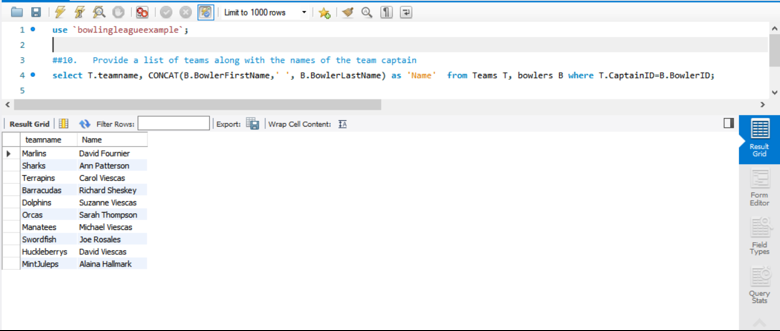 Limit to 1000 rows
1 use `bowlingleagueexample`;
2
3 ##10. Provide a list of teams along with the names of the team captain
4 select T.teamname, CONCAT(B.BowlerFirstName,' ', B.BowlerLastName) as `Name` from Teams T, bowlers B where T.CaptainID=B.BowlerID;
5
Result Grid Filter Rows: Export: Wrap Cell Content:
teamname Name
Marlins David Fournier
Sharks Ann Patterson
Terrapins Carol Viescas
Barracudas Richard Sheskey
Dolphins Suzanne Viescas
Orcas Sarah Thompson
Manatees Michael Viescas
Swordfish Joe Rosales
Huckleberrys David Viescas
MintJuleps Alaina Hallmark
Result
Grid
Form
Editor
Field
Types
Query
Stats